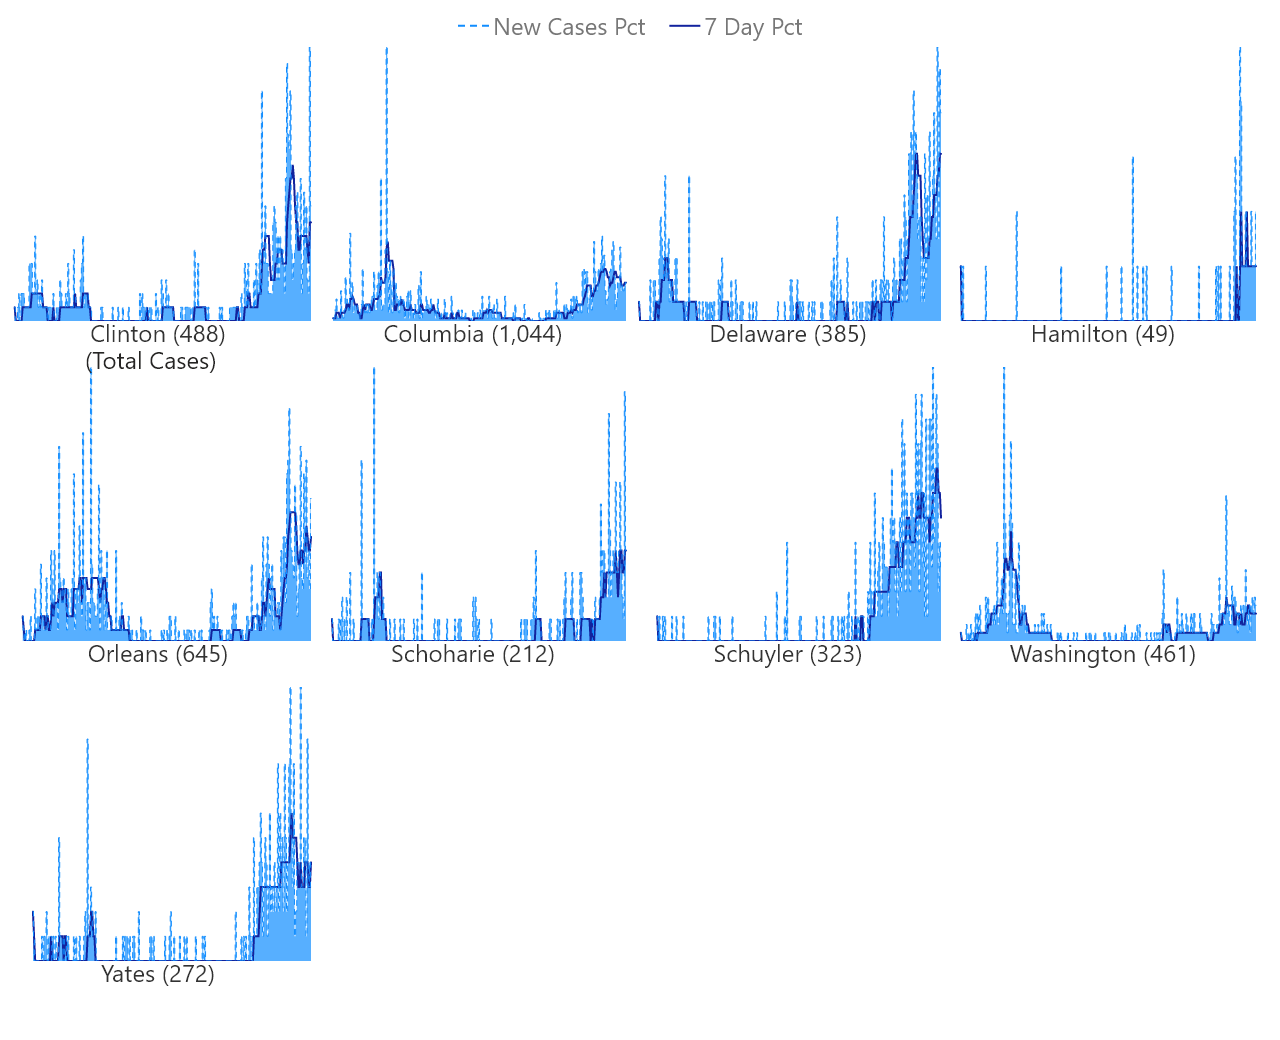 New Cases Pct 7 Day Pct
Clinton (488) Columbia (1,044) Delaware (385) Hamilton (49)
(Total Cases)
Orleans (645) Schoharie (212) Schuyler (323) Washington (461)
Yates (272)